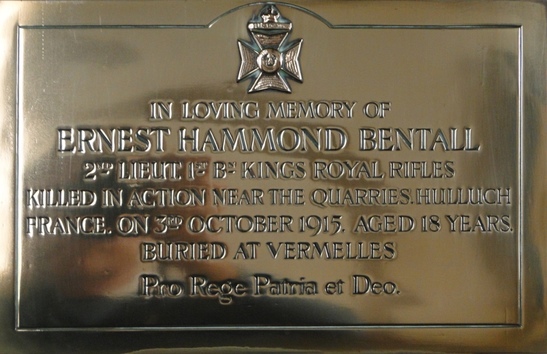 IN LOVING MEMORY OF
ERNEST HAMMOND BENTALL
2ND LIEUT. 1ST BN KINGS ROYAL RIFLES
KILLED IN ACTION NEAR THE QUARRIES. HULLUCH
FRANCE. ON 3RD OCTOBER 1915. AGED 18 YEARS.
BURIED AT VERMELLES
Pro Rege Patria et Deo.